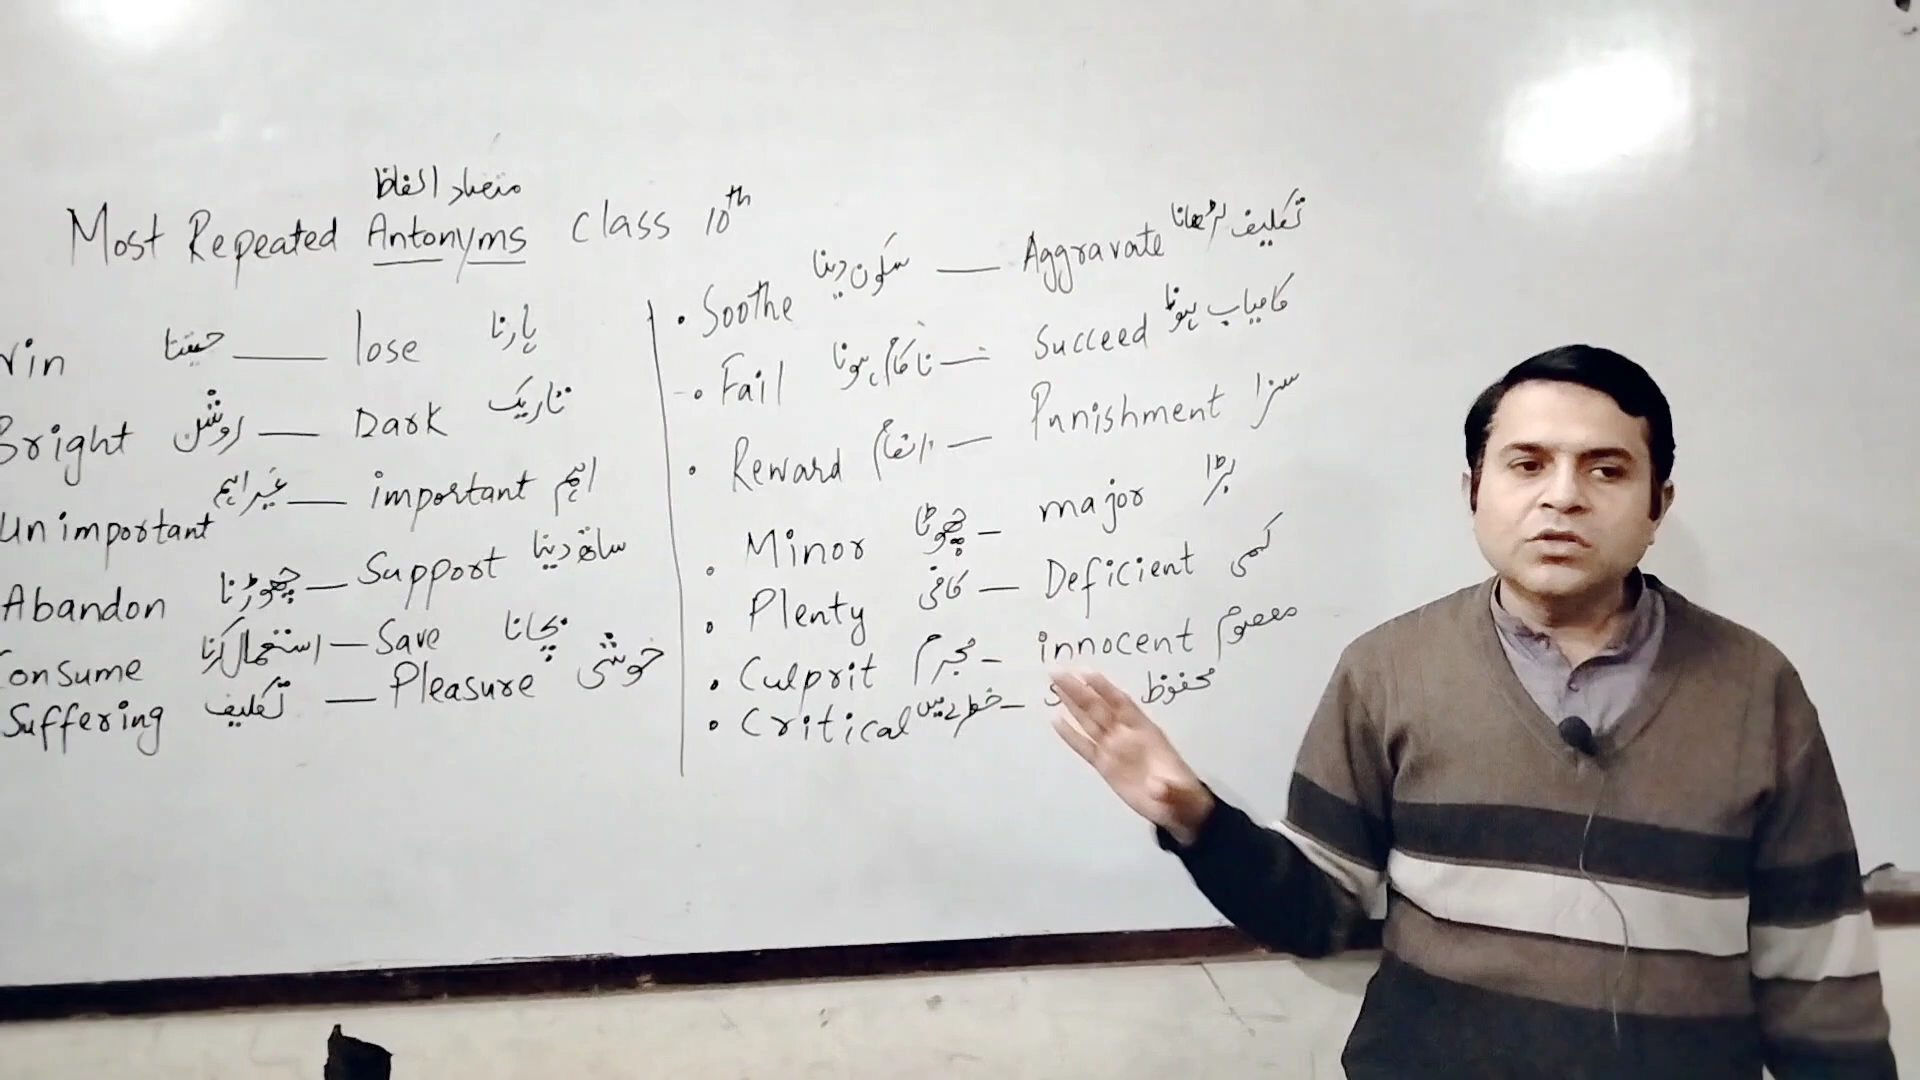 متضاد الفاظ
Most Repeated Antonyms Class 10th
جیتنا — lose ہارنا
Bright روشن — Dark تاریک
Unimportant غیر اہم — important اہم
Abandon چھوڑنا — Support ساتھ دینا
Consume استعمال کرنا — Save بچانا
Suffering تکلیف — Pleasure خوشی
• Soothe سکون دینا — Aggravate تکلیف بڑھانا
• Fail ناکام ہونا — Succeed کامیاب ہونا
• Reward انعام — Punishment سزا
• Minor چھوٹا — major بڑا
• Plenty کافی — Deficient کمی
• Culprit مجرم — innocent معصوم
• Critical خطرے میں — محفوظ